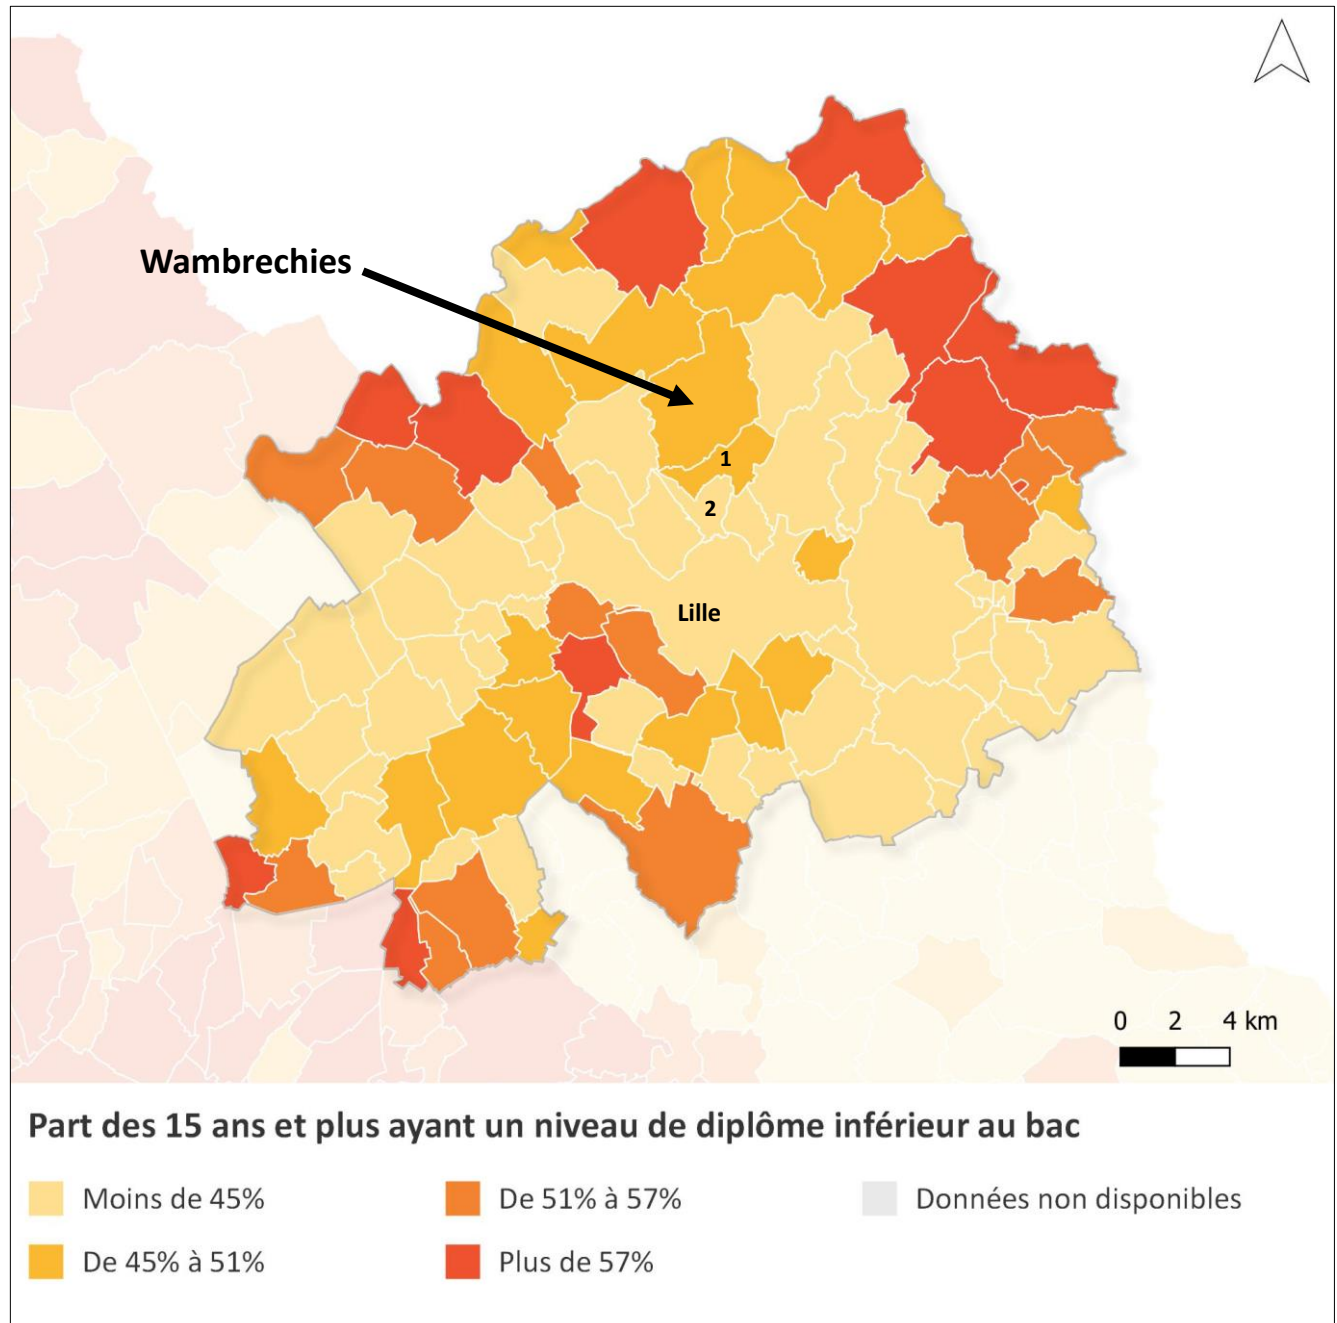 Wambrechies
1
2
Lille
0 2 4 km
Part des 15 ans et plus ayant un niveau de diplôme inférieur au bac
Moins de 45%
De 51% à 57%
Données non disponibles
De 45% à 51%
Plus de 57%